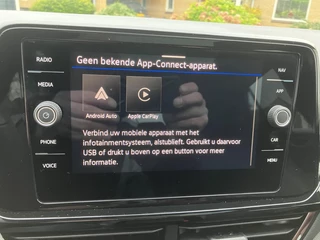 Geen bekende App-Connect-apparat.
RADIO
MEDIA
PHONE
VOICE
Android Auto
Apple CarPlay
Verbind uw mobiele apparaat met het
infotainmentsysteem, alstublieft. Gebruikt u daarvoor
USB of drukt u boven op een button voor meer
informatie.
NAV
APP
CAR
MENU